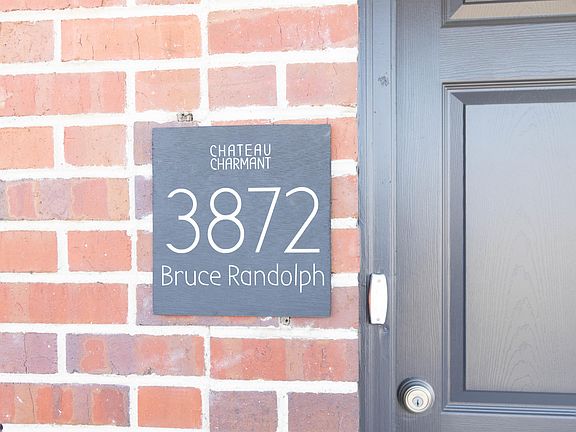 CHATEAU
CHARMANT
3872
Bruce Randolph